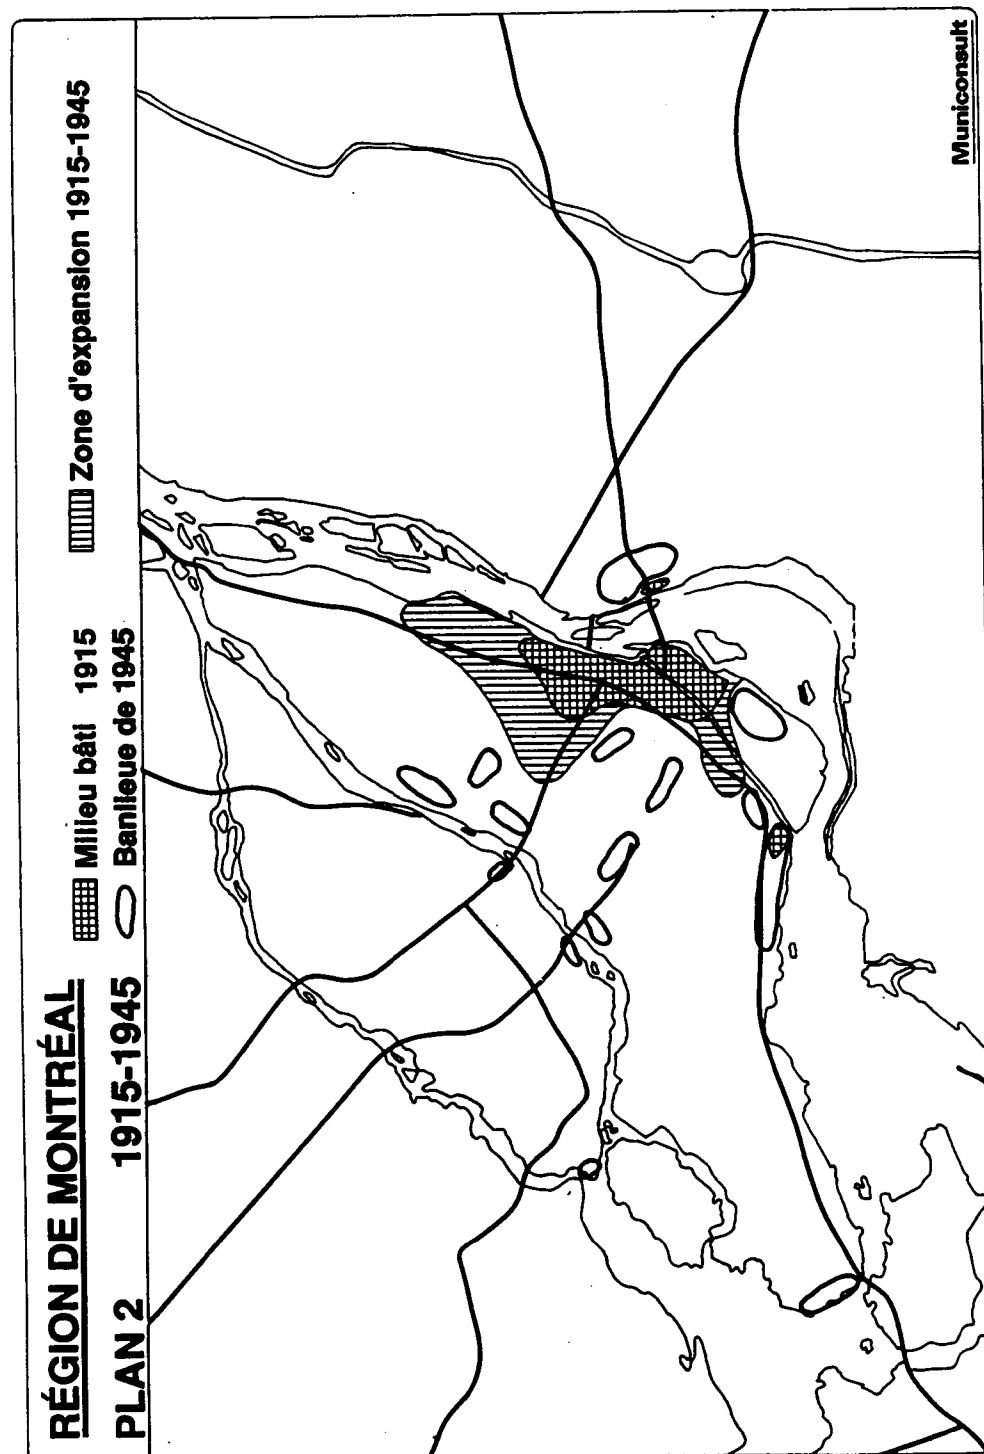 RÉGION DE MONTRÉAL
PLAN 2 1915-1945
Milieu bâti 1915
Banlieue de 1945
Zone d'expansion 1915-1945
Municonsult